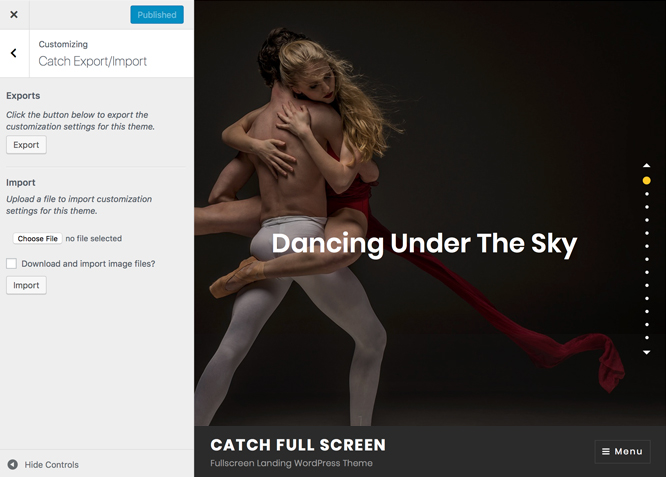 Published
Customizing
Catch Export/Import
Exports
Click the button below to export the
customization settings for this theme.
Export
Import
Upload a file to import customization
settings for this theme.
Choose File no file selected
Download and import image files?
Import
Hide Controls
Dancing Under The Sky
CATCH FULL SCREEN
Fullscreen Landing WordPress Theme
Menu